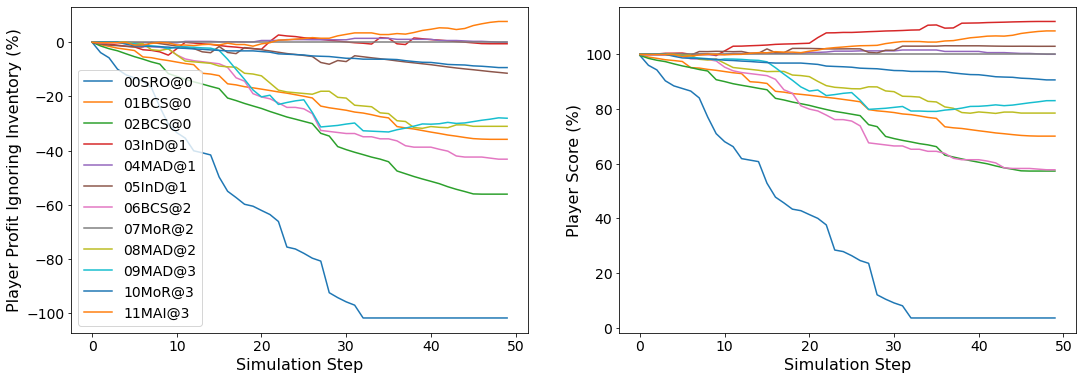 Player Profit Ignoring Inventory (%)
0
−20
−40
−60
−80
−100
00SRO@0
01BCS@0
02BCS@0
03InD@1
04MAD@1
05InD@1
06BCS@2
07MoR@2
08MAD@2
09MAD@3
10MoR@3
11MAI@3
0 10 20 30 40 50
Simulation Step
Player Score (%)
100
80
60
40
20
0
0 10 20 30 40 50
Simulation Step